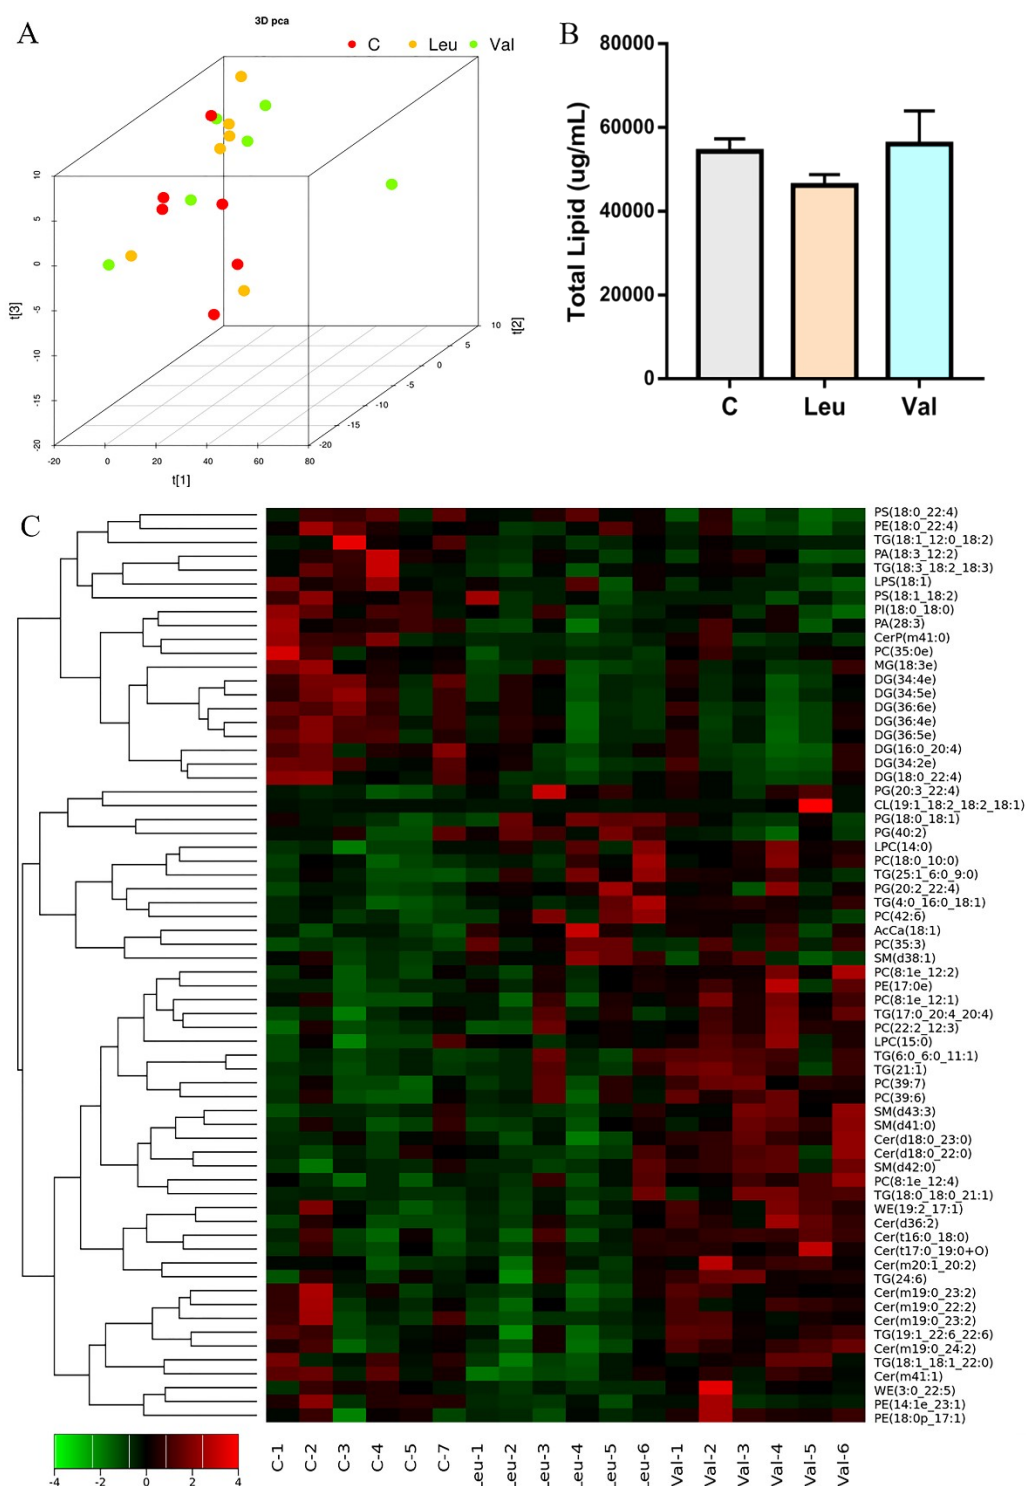 A
3D pca
C Leu Val
10
5
0
-5
-10
-15
-20
t[3]
-20 0 20 40 60 80
t[1]
-20
-15
-10
-5
0
5
10
t[2]
B
80000
60000
40000
20000
0
Total Lipid (ug/mL)
C Leu Val
C
PS(18:0_22:4)
PE(18:0_22:4)
TG(18:1_12:0_18:2)
PA(18:3_12:2)
TG(18:3_18:2_18:3)
LPS(18:1)
PS(18:1_18:2)
PI(18:0_18:0)
PA(28:3)
CerP(m41:0)
PC(35:0e)
MG(18:3e)
DG(34:4e)
DG(34:5e)
DG(36:6e)
DG(36:4e)
DG(36:5e)
DG(16:0_20:4)
DG(34:2e)
DG(18:0_22:4)
PG(20:3_22:4)
CL(19:1_18:2_18:2_18:1)
PG(18:0_18:1)
PG(40:2)
LPC(14:0)
PC(18:0_10:0)
TG(25:1_6:0_9:0)
PG(20:2_22:4)
TG(4:0_16:0_18:1)
PC(42:6)
AcCa(18:1)
PC(35:3)
SM(d38:1)
PC(8:1e_12:2)
PE(17:0e)
PC(8:1e_12:1)
TG(17:0_20:4_20:4)
PC(22:2_12:3)
LPC(15:0)
TG(6:0_6:0_11:1)
TG(21:1)
PC(39:7)
PC(39:6)
SM(d43:3)
SM(d41:0)
Cer(d18:0_23:0)
Cer(d18:0_22:0)
SM(d42:0)
PC(8:1e_12:4)
TG(18:0_18:0_21:1)
WE(19:2_17:1)
Cer(d36:2)
Cer(t16:0_18:0)
Cer(t17:0_19:0+O)
Cer(m20:1_20:2)
TG(24:6)
Cer(m19:0_23:2)
Cer(m19:0_22:2)
Cer(m19:0_23:2)
TG(19:1_22:6_22:6)
Cer(m19:0_24:2)
TG(18:1_18:1_22:0)
Cer(m41:1)
WE(3:0_22:5)
PE(14:1e_23:1)
PE(18:0p_17:1)
-4 -2 0 2 4
C-1 C-2 C-3 C-4 C-5 C-7 Leu-1 Leu-2 Leu-3 Leu-4 Leu-5 Leu-6 Val-1 Val-2 Val-3 Val-4 Val-5 Val-6